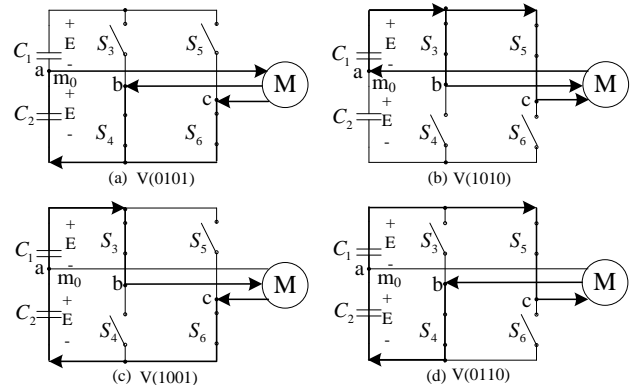 +
E
-
C1
a
m0
+
E
-
C2
S3
S5
b
c
S4
S6
M
(a) V(0101)
+
E
-
C1
a
m0
+
E
-
C2
S3
S5
b
c
S4
S6
M
(b) V(1010)
+
E
-
C1
a
m0
+
E
-
C2
S3
S5
b
c
S4
S6
M
(c) V(1001)
+
E
-
C1
a
m0
+
E
-
C2
S3
S5
b
c
S4
S6
M
(d) V(0110)